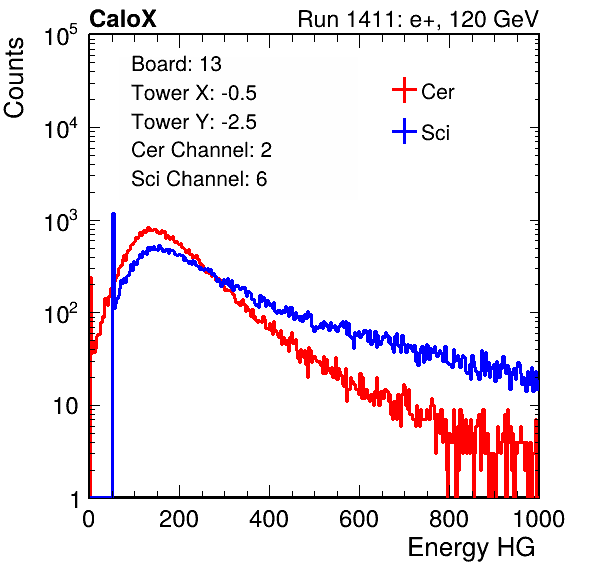 CaloX Run 1411: e+, 120 GeV
Counts
Board: 13
Tower X: -0.5
Tower Y: -2.5
Cer Channel: 2
Sci Channel: 6
Cer
Sci
10^5
10^4
10^3
10^2
10
1
0 200 400 600 800 1000
Energy HG